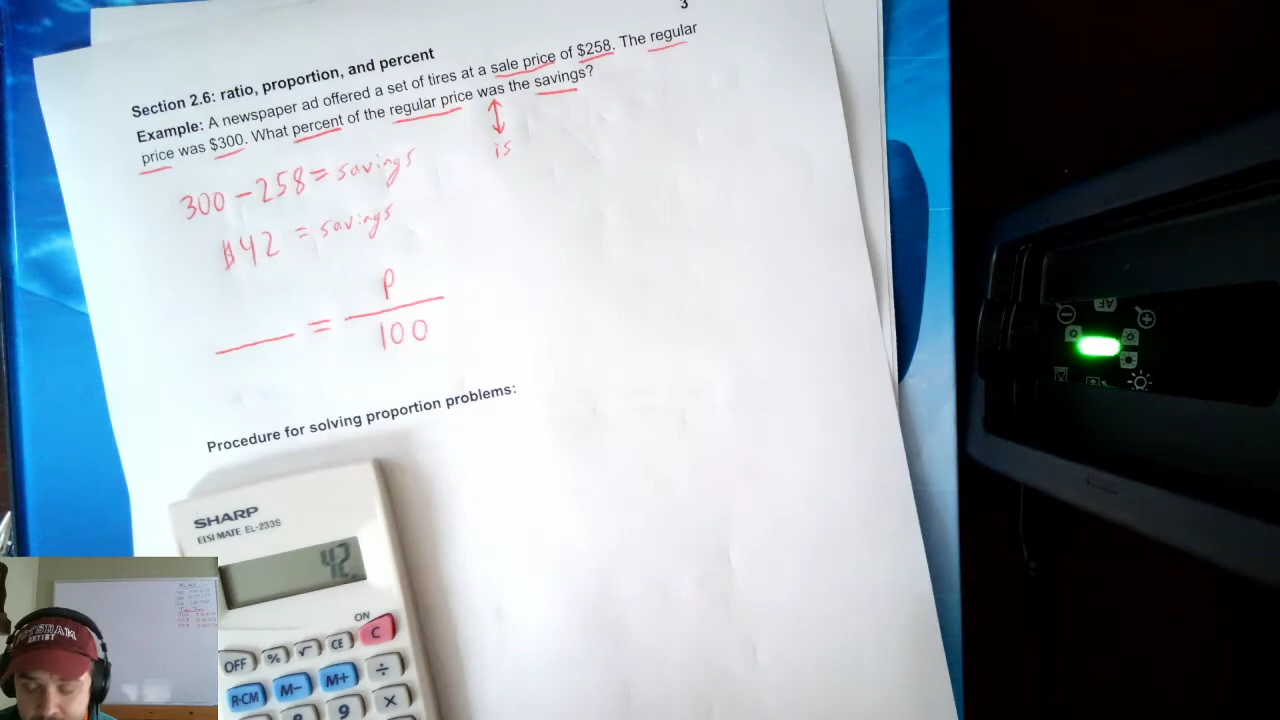 3
Section 2.6: ratio, proportion, and percent
Example: A newspaper ad offered a set of tires at a sale price of $258. The regular
price was $300. What percent of the regular price was the savings?
is
300 - 258 = savings
$42 = savings
P
___ = ___
100
Procedure for solving proportion problems:
SHARP
ELSI MATE EL-233S
42.
ON
C
OFF % √ CE
R·CM M- M+ ÷
9 ×
AF